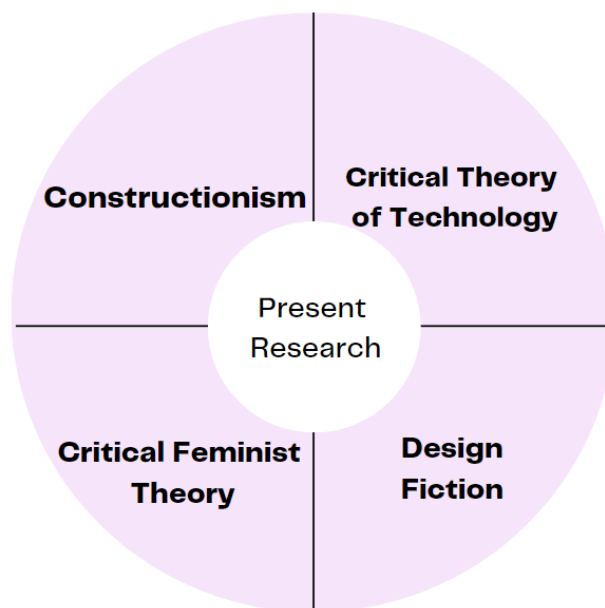 Constructionism
Critical Theory
of Technology
Present
Research
Critical Feminist
Theory
Design
Fiction